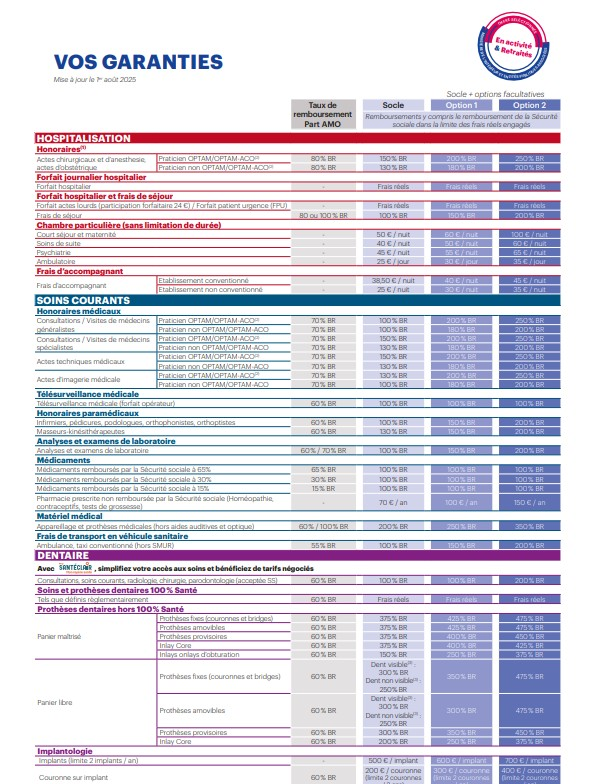 OFFRE SÉLECTIONNÉE
En activité
& Retraités
VOS GARANTIES
Mise à jour le 1er août 2025
Socle + options facultatives
Taux de remboursement Part AMO Socle Option 1 Option 2
Remboursements y compris le remboursement de la Sécurité sociale dans la limite des frais réels engagés
HOSPITALISATION
Honoraires(1)
Actes chirurgicaux et d'anesthesie, actes d'obstétrique Praticien OPTAM/OPTAM-ACO(2) 80% BR 150% BR 200% BR 250% BR
Praticien non OPTAM/OPTAM-ACO 80% BR 130% BR 180% BR 200% BR
Forfait journalier hospitalier
Forfait hospitalier - Frais réels Frais réels Frais réels
Forfait hospitalier et frais de séjour
Forfait actes lourds (participation forfaitaire 24 €) / Forfait patient urgence (FPU) - Frais réels Frais réels Frais réels
Frais de séjour 80 ou 100% BR 100% BR 150% BR 200% BR
Chambre particulière (sans limitation de durée)
Court séjour et maternité - 50 € / nuit 60 € / nuit 100 € / nuit
Soins de suite - 40 € / nuit 50 € / nuit 60 € / nuit
Psychiatrie - 45 € / nuit 55 € / nuit 65 € / nuit
Ambulatoire - 25 € / jour 30 € / jour 35 € / jour
Frais d'accompagnant
Frais d'accompagnant Etablissement conventionné - 38,50 € / nuit 40 € / nuit 45 € / nuit
Etablissement non conventionné - 25 € / nuit 30 € / nuit 35 € / nuit
SOINS COURANTS
Honoraires médicaux
Consultations / Visites de médecins généralistes Praticien OPTAM/OPTAM-ACO(2) 70% BR 100% BR 200% BR 250% BR
Praticien non OPTAM/OPTAM-ACO 70% BR 100% BR 180% BR 200% BR
Consultations / Visites de médecins spécialistes Praticien OPTAM/OPTAM-ACO(2) 70% BR 150% BR 200% BR 250% BR
Praticien non OPTAM/OPTAM-ACO 70% BR 130% BR 180% BR 200% BR
Actes techniques médicaux Praticien OPTAM/OPTAM-ACO(2) 70% BR 150% BR 200% BR 250% BR
Praticien non OPTAM/OPTAM-ACO 70% BR 130% BR 180% BR 200% BR
Actes d'imagerie médicale Praticien OPTAM/OPTAM-ACO(2) 70% BR 100% BR 200% BR 250% BR
Praticien non OPTAM/OPTAM-ACO 70% BR 100% BR 180% BR 200% BR
Télésurveillance médicale
Télésurveillance médicale (forfait opérateur) 60% BR 100% BR 100% BR 100% BR
Honoraires paramédicaux
Infirmiers, pédicures, podologues, orthophonistes, orthoptistes 60% BR 100% BR 150% BR 200% BR
Masseurs-kinésithérapeutes 60% BR 130% BR 150% BR 200% BR
Analyses et examens de laboratoire
Analyses et examens de laboratoire 60% / 70% BR 100% BR 150% BR 200% BR
Médicaments
Médicaments remboursés par la Sécurité sociale à 65% 65% BR 100% BR 100% BR 100% BR
Médicaments remboursés par la Sécurité sociale à 30% 30% BR 100% BR 100% BR 100% BR
Médicaments remboursés par la Sécurité sociale à 15% 15% BR 100% BR 100% BR 100% BR
Pharmacie prescrite non remboursée par la Sécurité sociale (Homéopathie, contraceptifs, tests de grossesse) - 70 € / an 100 € / an 150 € / an
Matériel médical
Appareillage et prothèses médicales (hors aides auditives et optique) 60% / 100% BR 200% BR 250% BR 350% BR
Frais de transport en véhicule sanitaire
Ambulance, taxi conventionné (hors SMUR) 55% BR 100% BR 150% BR 200% BR
DENTAIRE
Avec SANTÉCLAIR, simplifiez votre accès aux soins et bénéficiez de tarifs négociés
Consultations, soins courants, radiologie, chirurgie, parodontologie (acceptée SS) 60% BR 100% BR 100% BR 200% BR
Soins et prothèses dentaires 100% Santé
Tels que définis réglementairement 60% BR Frais réels Frais réels Frais réels
Prothèses dentaires hors 100% Santé
Panier maîtrisé Prothèses fixes (couronnes et bridges) 60% BR 375% BR 425% BR 475% BR
Prothèses amovibles 60% BR 375% BR 425% BR 475% BR
Prothèses provisoires 60% BR 375% BR 400% BR 450% BR
Inlay Core 60% BR 375% BR 400% BR 425% BR
Inlays onlays d'obturation 60% BR 150% BR 250% BR 375% BR
Panier libre Prothèses fixes (couronnes et bridges) 60% BR Dent visible(3) : 300% BR Dent non visible(3) : 250% BR 350% BR 475% BR
Prothèses amovibles 60% BR Dent visible(3) : 300% BR Dent non visible(3) : 250% BR 300% BR 475% BR
Prothèses provisoires 60% BR 300% BR 350% BR 450% BR
Inlay Core 60% BR 200% BR 250% BR 375% BR
Implantologie
Implants (limite 2 implants / an) - 500 € / implant 600 € / implant 700 € / implant
Couronne sur implant 60% BR 200 € / couronne 300 € / couronne (limite 2 couronnes 400 € / couronne (limite 2 couronnes